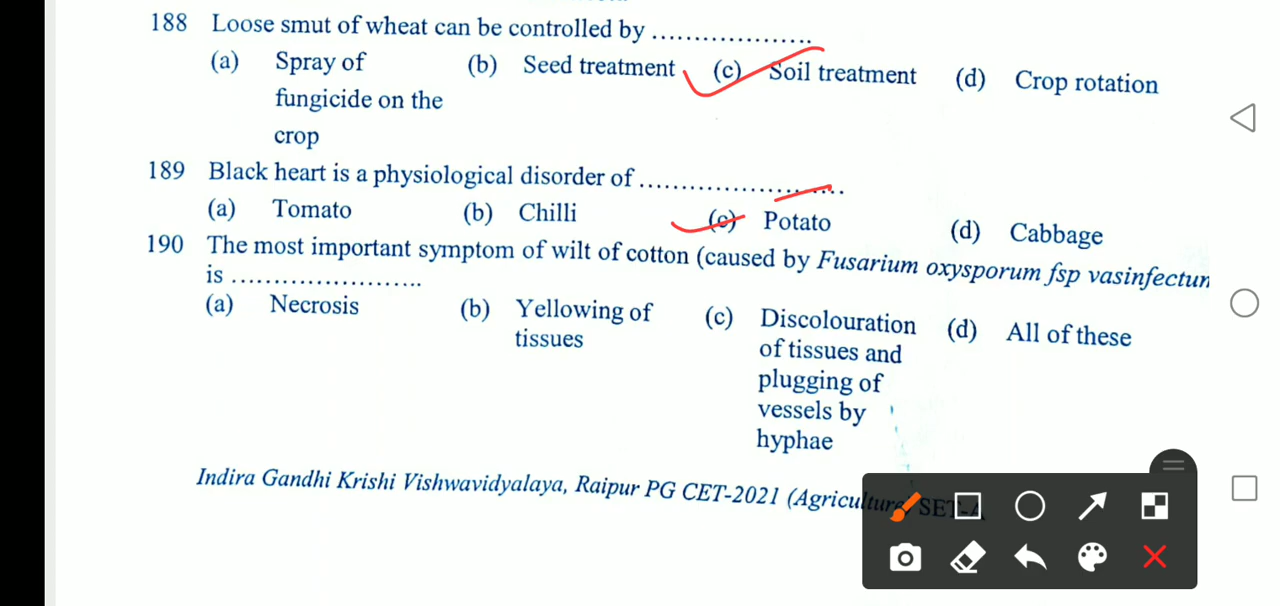 188 Loose smut of wheat can be controlled by ...................
(a) Spray of fungicide on the crop (b) Seed treatment (c) Soil treatment (d) Crop rotation
189 Black heart is a physiological disorder of ........................
(a) Tomato (b) Chilli (c) Potato (d) Cabbage
190 The most important symptom of wilt of cotton (caused by Fusarium oxysporum fsp vasinfectum
is ......................
(a) Necrosis (b) Yellowing of tissues (c) Discolouration of tissues and plugging of vessels by hyphae (d) All of these
Indira Gandhi Krishi Vishwavidyalaya, Raipur PG CET-2021 (Agriculture) SET-A